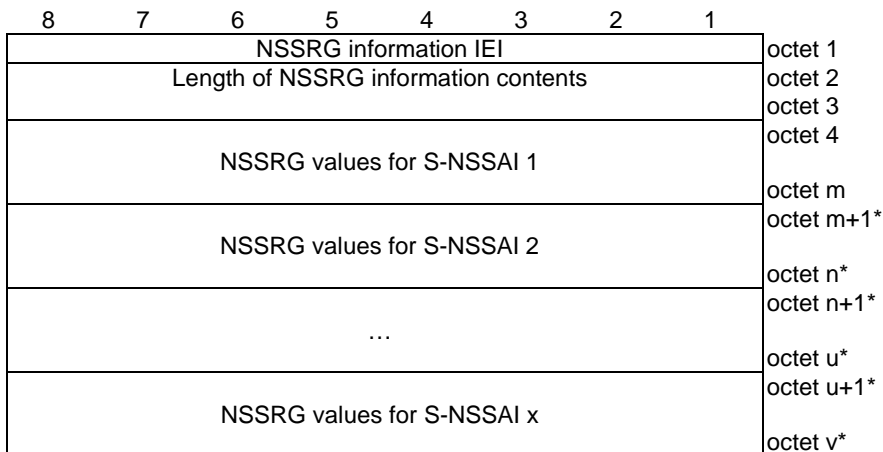 8 7 6 5 4 3 2 1
NSSRG information IEI octet 1
Length of NSSRG information contents octet 2
octet 3
octet 4
NSSRG values for S-NSSAI 1
octet m
octet m+1*
NSSRG values for S-NSSAI 2
octet n*
octet n+1*
…
octet u*
octet u+1*
NSSRG values for S-NSSAI x
octet v*